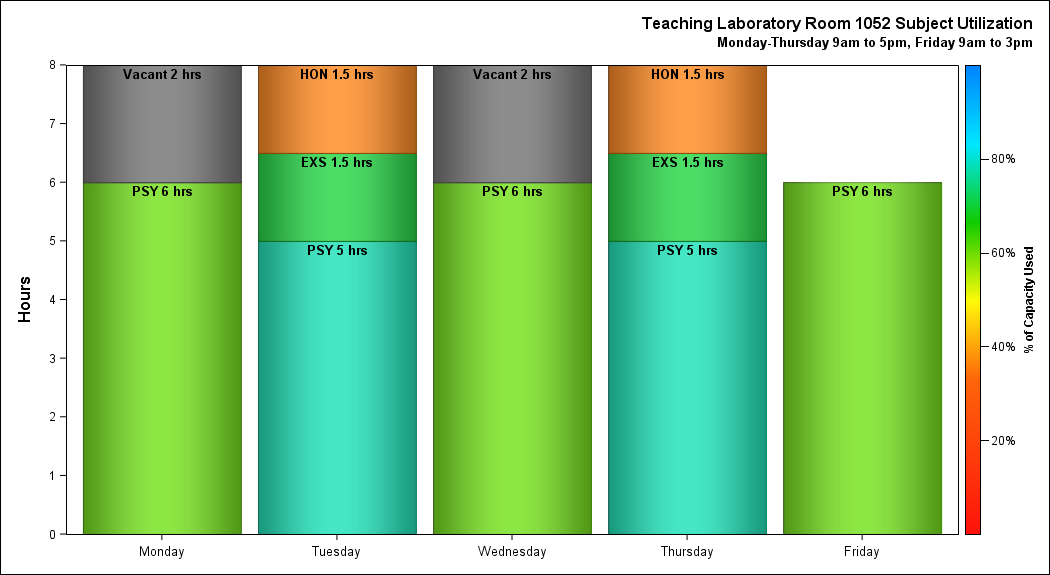 Teaching Laboratory Room 1052 Subject Utilization
Monday-Thursday 9am to 5pm, Friday 9am to 3pm
8
7
6
5
4
3
2
1
0
Hours
Vacant 2 hrs
PSY 6 hrs
HON 1.5 hrs
EXS 1.5 hrs
PSY 5 hrs
Vacant 2 hrs
PSY 6 hrs
HON 1.5 hrs
EXS 1.5 hrs
PSY 5 hrs
PSY 6 hrs
Monday
Tuesday
Wednesday
Thursday
Friday
80%
60%
40%
20%
% of Capacity Used